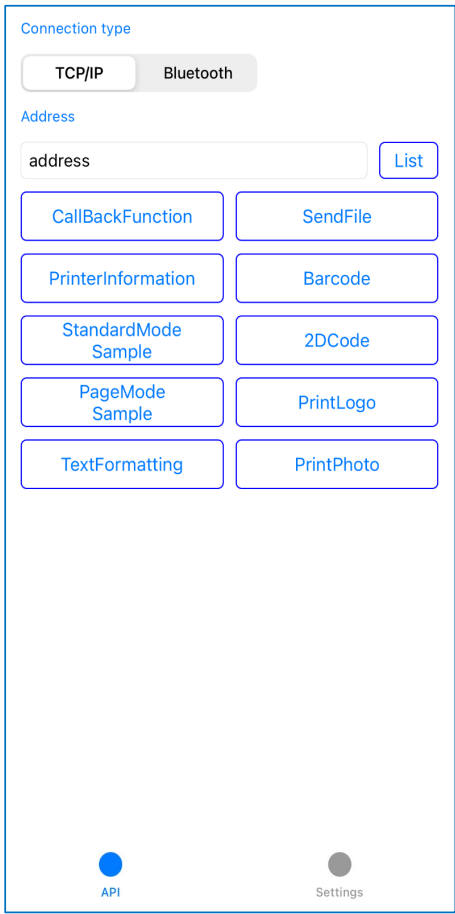 Connection type
TCP/IP Bluetooth
Address
address List
CallBackFunction SendFile
PrinterInformation Barcode
StandardMode
Sample
2DCode
PageMode
Sample
PrintLogo
TextFormatting PrintPhoto
API Settings